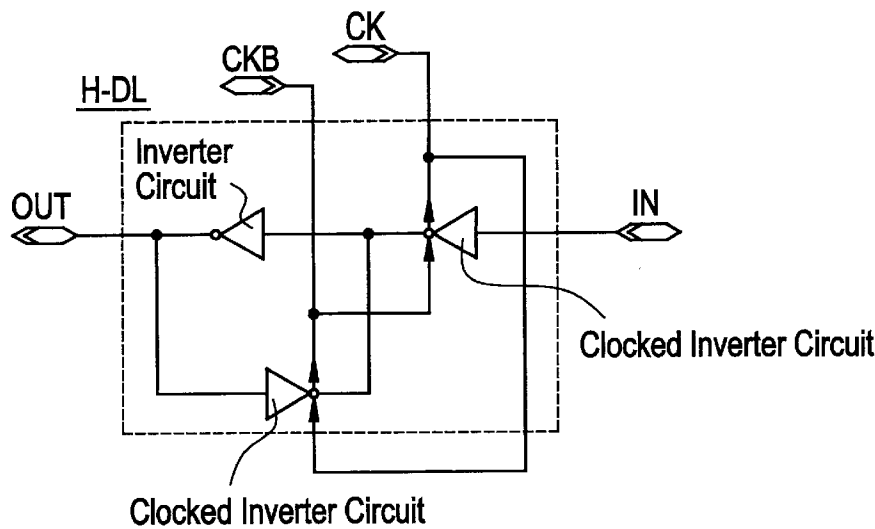 CK
CKB
H-DL
Inverter
Circuit
OUT
IN
Clocked Inverter Circuit
Clocked Inverter Circuit